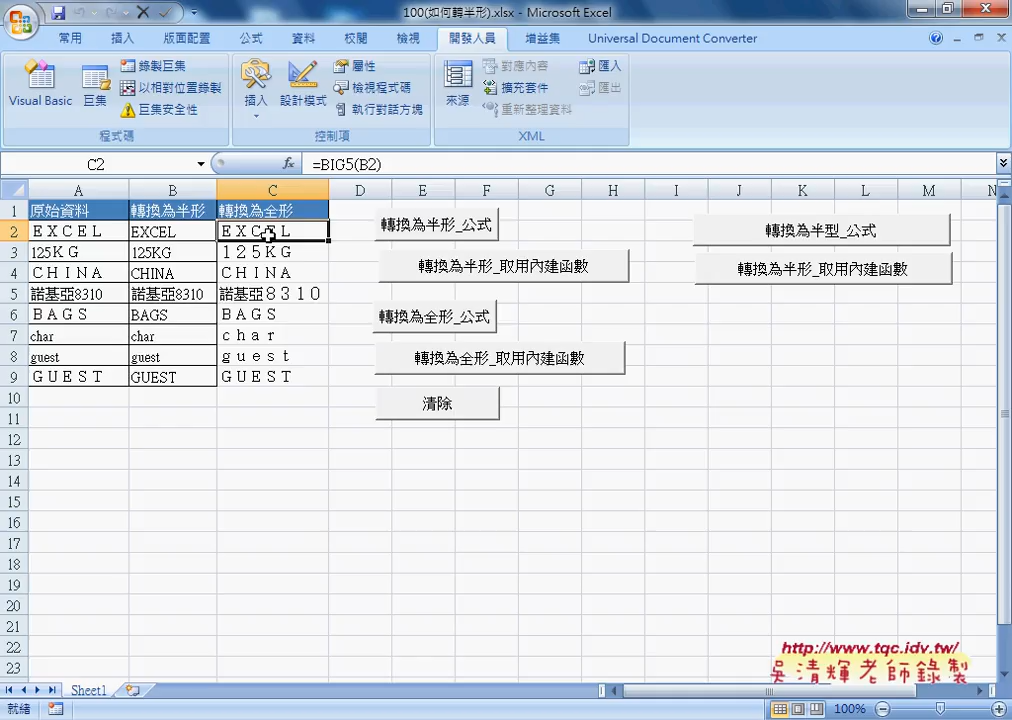 100(如何轉半形).xlsx - Microsoft Excel
常用 插入 版面配置 公式 資料 校閱 檢視 開發人員 增益集 Universal Document Converter
Visual Basic 巨集 錄製巨集 以相對位置錄製 巨集安全性 程式碼
插入 設計模式 屬性 檢視程式碼 執行對話方塊 控制項
來源 對應內容 擴充套件 重新整理資料 匯入 匯出 XML
C2 fx =BIG5(B2)
A B C D E F G H I J K L M N
1 原始資料 轉換為半形 轉換為全形
2 ＥＸＣＥＬ EXCEL ＥＸＣＥＬ
3 125ＫＧ 125KG １２５ＫＧ
4 ＣＨＩＮＡ CHINA ＣＨＩＮＡ
5 諾基亞8310 諾基亞8310 諾基亞８３１０
6 ＢＡＧＳ BAGS ＢＡＧＳ
7 char char ｃｈａｒ
8 guest guest ｇｕｅｓｔ
9 ＧＵＥＳＴ GUEST ＧＵＥＳＴ
10
11
12
13
14
15
16
17
18
19
20
21
22
23
轉換為半形_公式
轉換為半形_取用內建函數
轉換為全形_公式
轉換為全形_取用內建函數
清除
轉換為半型_公式
轉換為半形_取用內建函數
http://www.tqc.idv.tw/
吳清輝老師錄製
Sheet1
就緒 100%